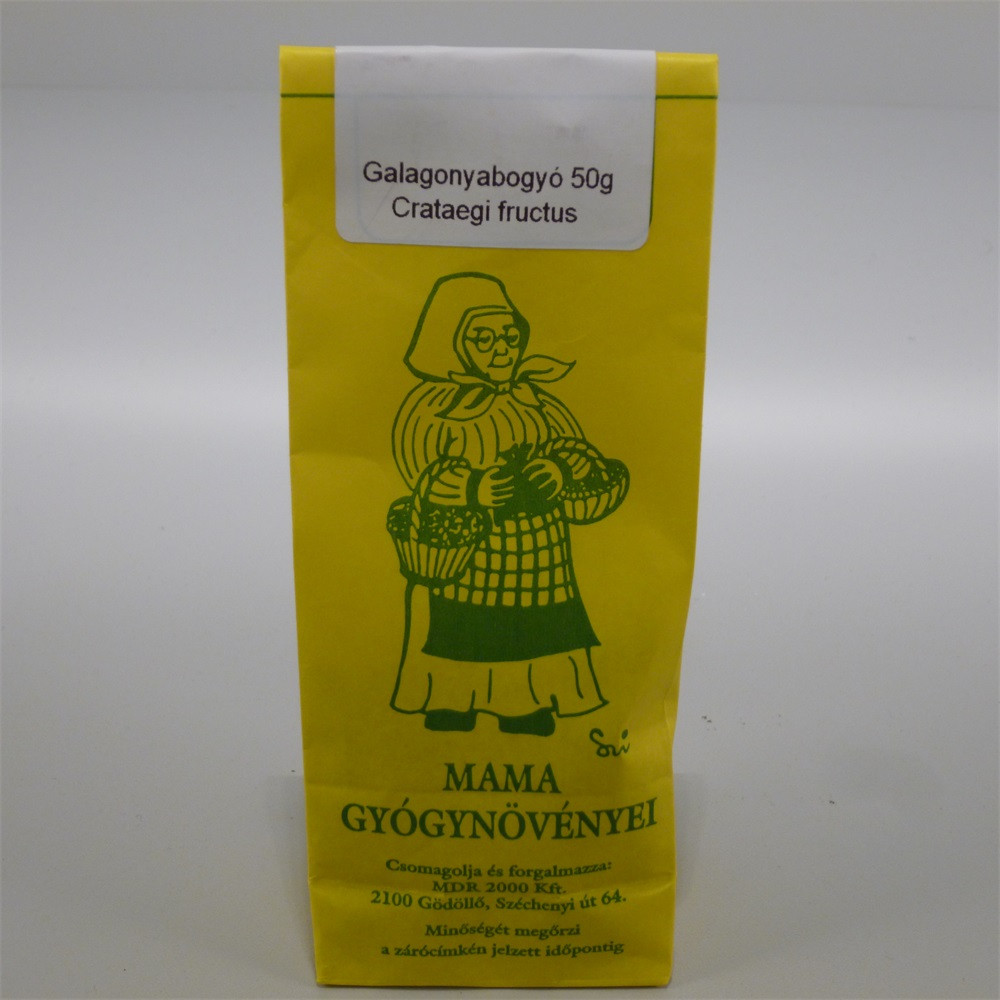 Galagonyabogyó 50g
Crataegi fructus
Szi
MAMA
GYÓGYNÖVÉNYEI
Csomagolja és forgalmazza:
MDR 2000 Kft.
2100 Gödöllő, Széchenyi út 64.
Minőségét megőrzi
a zárócímkén jelzett időpontig